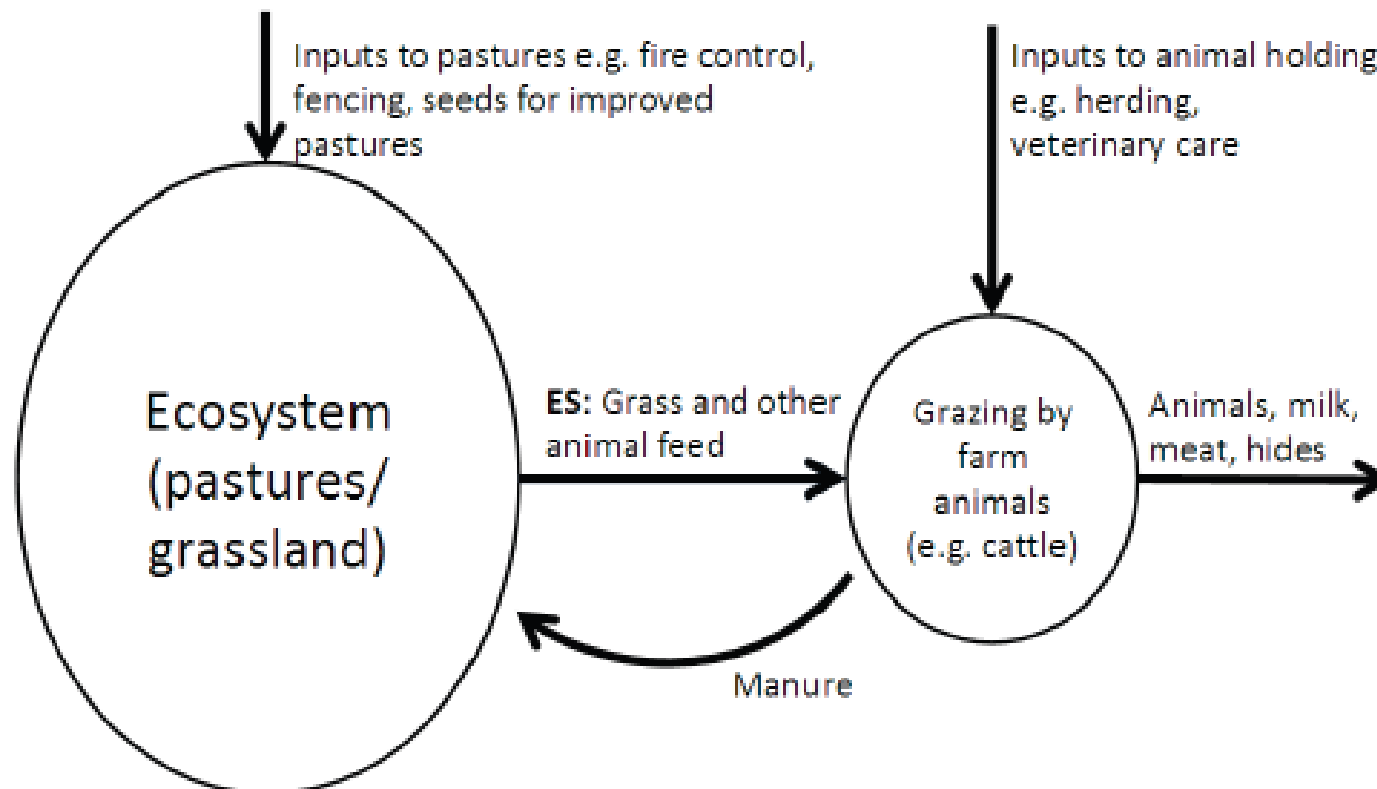 Inputs to pastures e.g. fire control,
fencing, seeds for improved
pastures
Inputs to animal holding
e.g. herding,
veterinary care
Ecosystem
(pastures/
grassland)
ES: Grass and other
animal feed
Grazing by
farm
animals
(e.g. cattle)
Animals, milk,
meat, hides
Manure